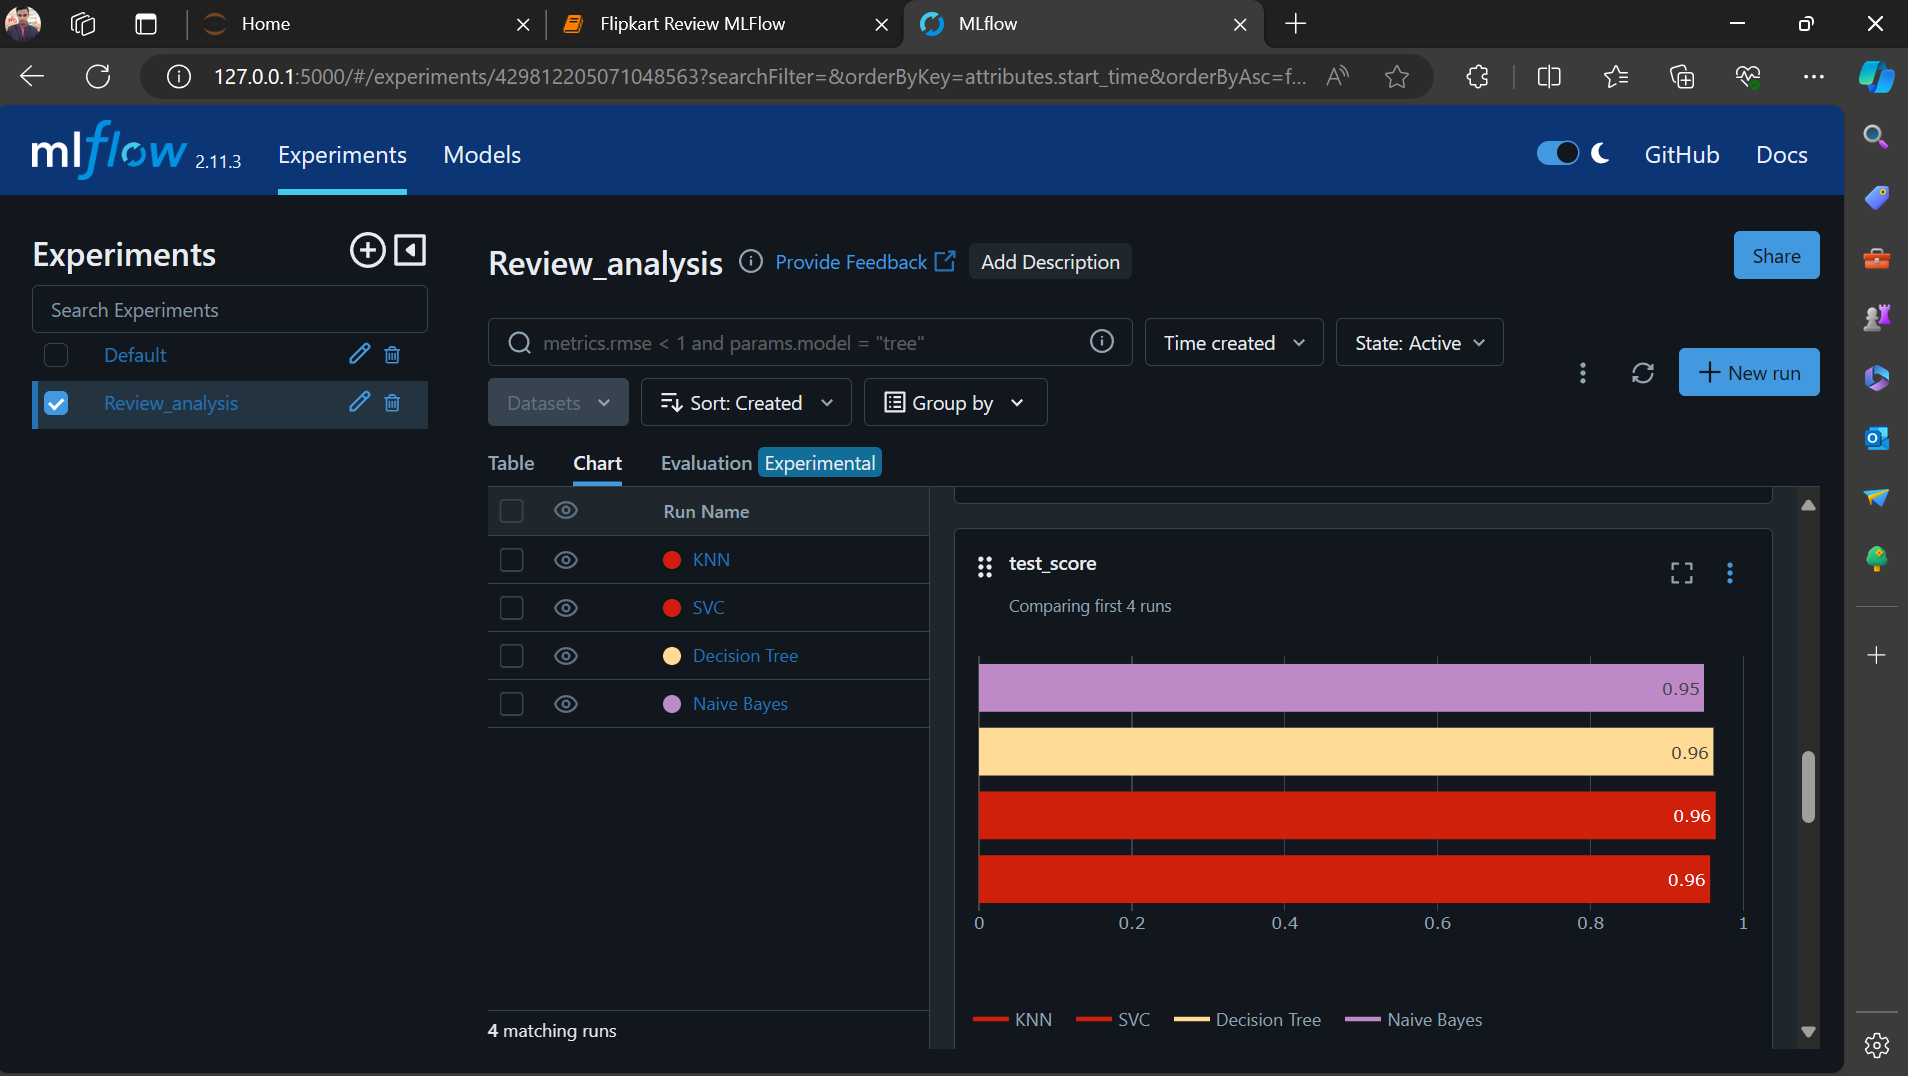 Home
Flipkart Review MLFlow
MLflow
127.0.0.1:5000/#/experiments/429812205071048563?searchFilter=&orderByKey=attributes.start_time&orderByAsc=f...
mlflow 2.11.3
Experiments
Models
GitHub
Docs
Experiments
Search Experiments
Default
Review_analysis
Review_analysis
Provide Feedback
Add Description
Share
metrics.rmse < 1 and params.model = "tree"
Time created
State: Active
New run
Datasets
Sort: Created
Group by
Table
Chart
Evaluation
Experimental
Run Name
KNN
SVC
Decision Tree
Naive Bayes
4 matching runs
test_score
Comparing first 4 runs
0.95
0.96
0.96
0.96
0 0.2 0.4 0.6 0.8 1
KNN SVC Decision Tree Naive Bayes